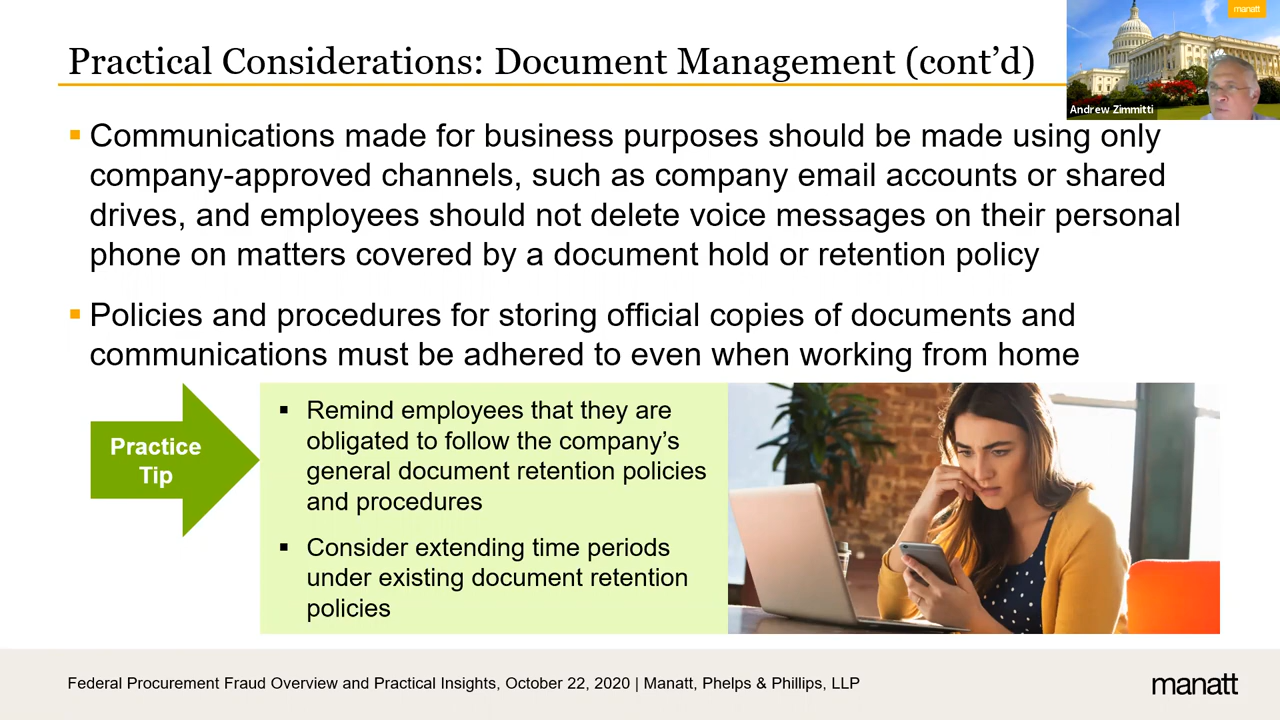 manatt
Practical Considerations: Document Management (cont’d)
Andrew Zimmitti
▪ Communications made for business purposes should be made using only
company-approved channels, such as company email accounts or shared
drives, and employees should not delete voice messages on their personal
phone on matters covered by a document hold or retention policy
▪ Policies and procedures for storing official copies of documents and
communications must be adhered to even when working from home
Practice
Tip
▪ Remind employees that they are
obligated to follow the company’s
general document retention policies
and procedures
▪ Consider extending time periods
under existing document retention
policies
Federal Procurement Fraud Overview and Practical Insights, October 22, 2020 | Manatt, Phelps & Phillips, LLP
manatt